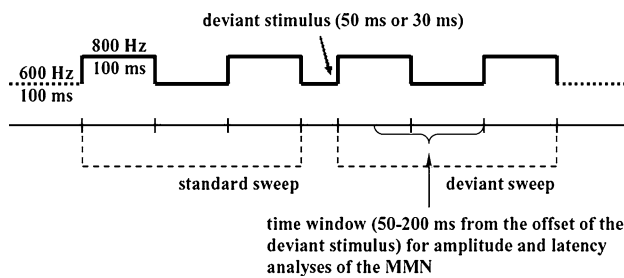 deviant stimulus (50 ms or 30 ms)
800 Hz
100 ms
600 Hz
100 ms
standard sweep
deviant sweep
time window (50-200 ms from the offset of the
deviant stimulus) for amplitude and latency
analyses of the MMN